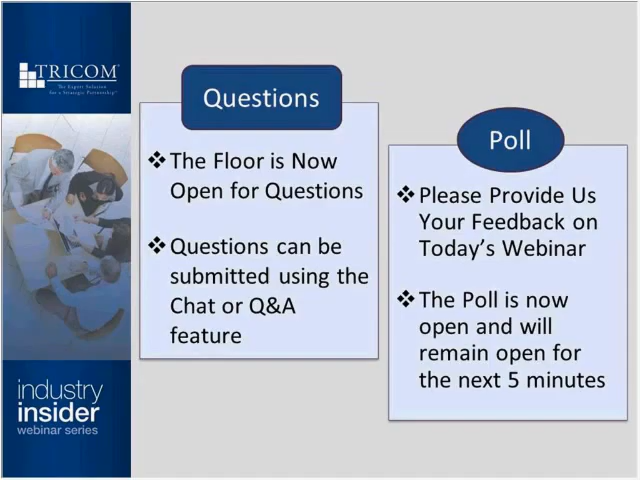 TRICOM
The Expert Solution
for a Strategic Partnership
industry
insider
webinar series
Questions
❖ The Floor is Now
Open for Questions
❖ Questions can be
submitted using the
Chat or Q&A
feature
Poll
❖ Please Provide Us
Your Feedback on
Today's Webinar
❖ The Poll is now
open and will
remain open for
the next 5 minutes